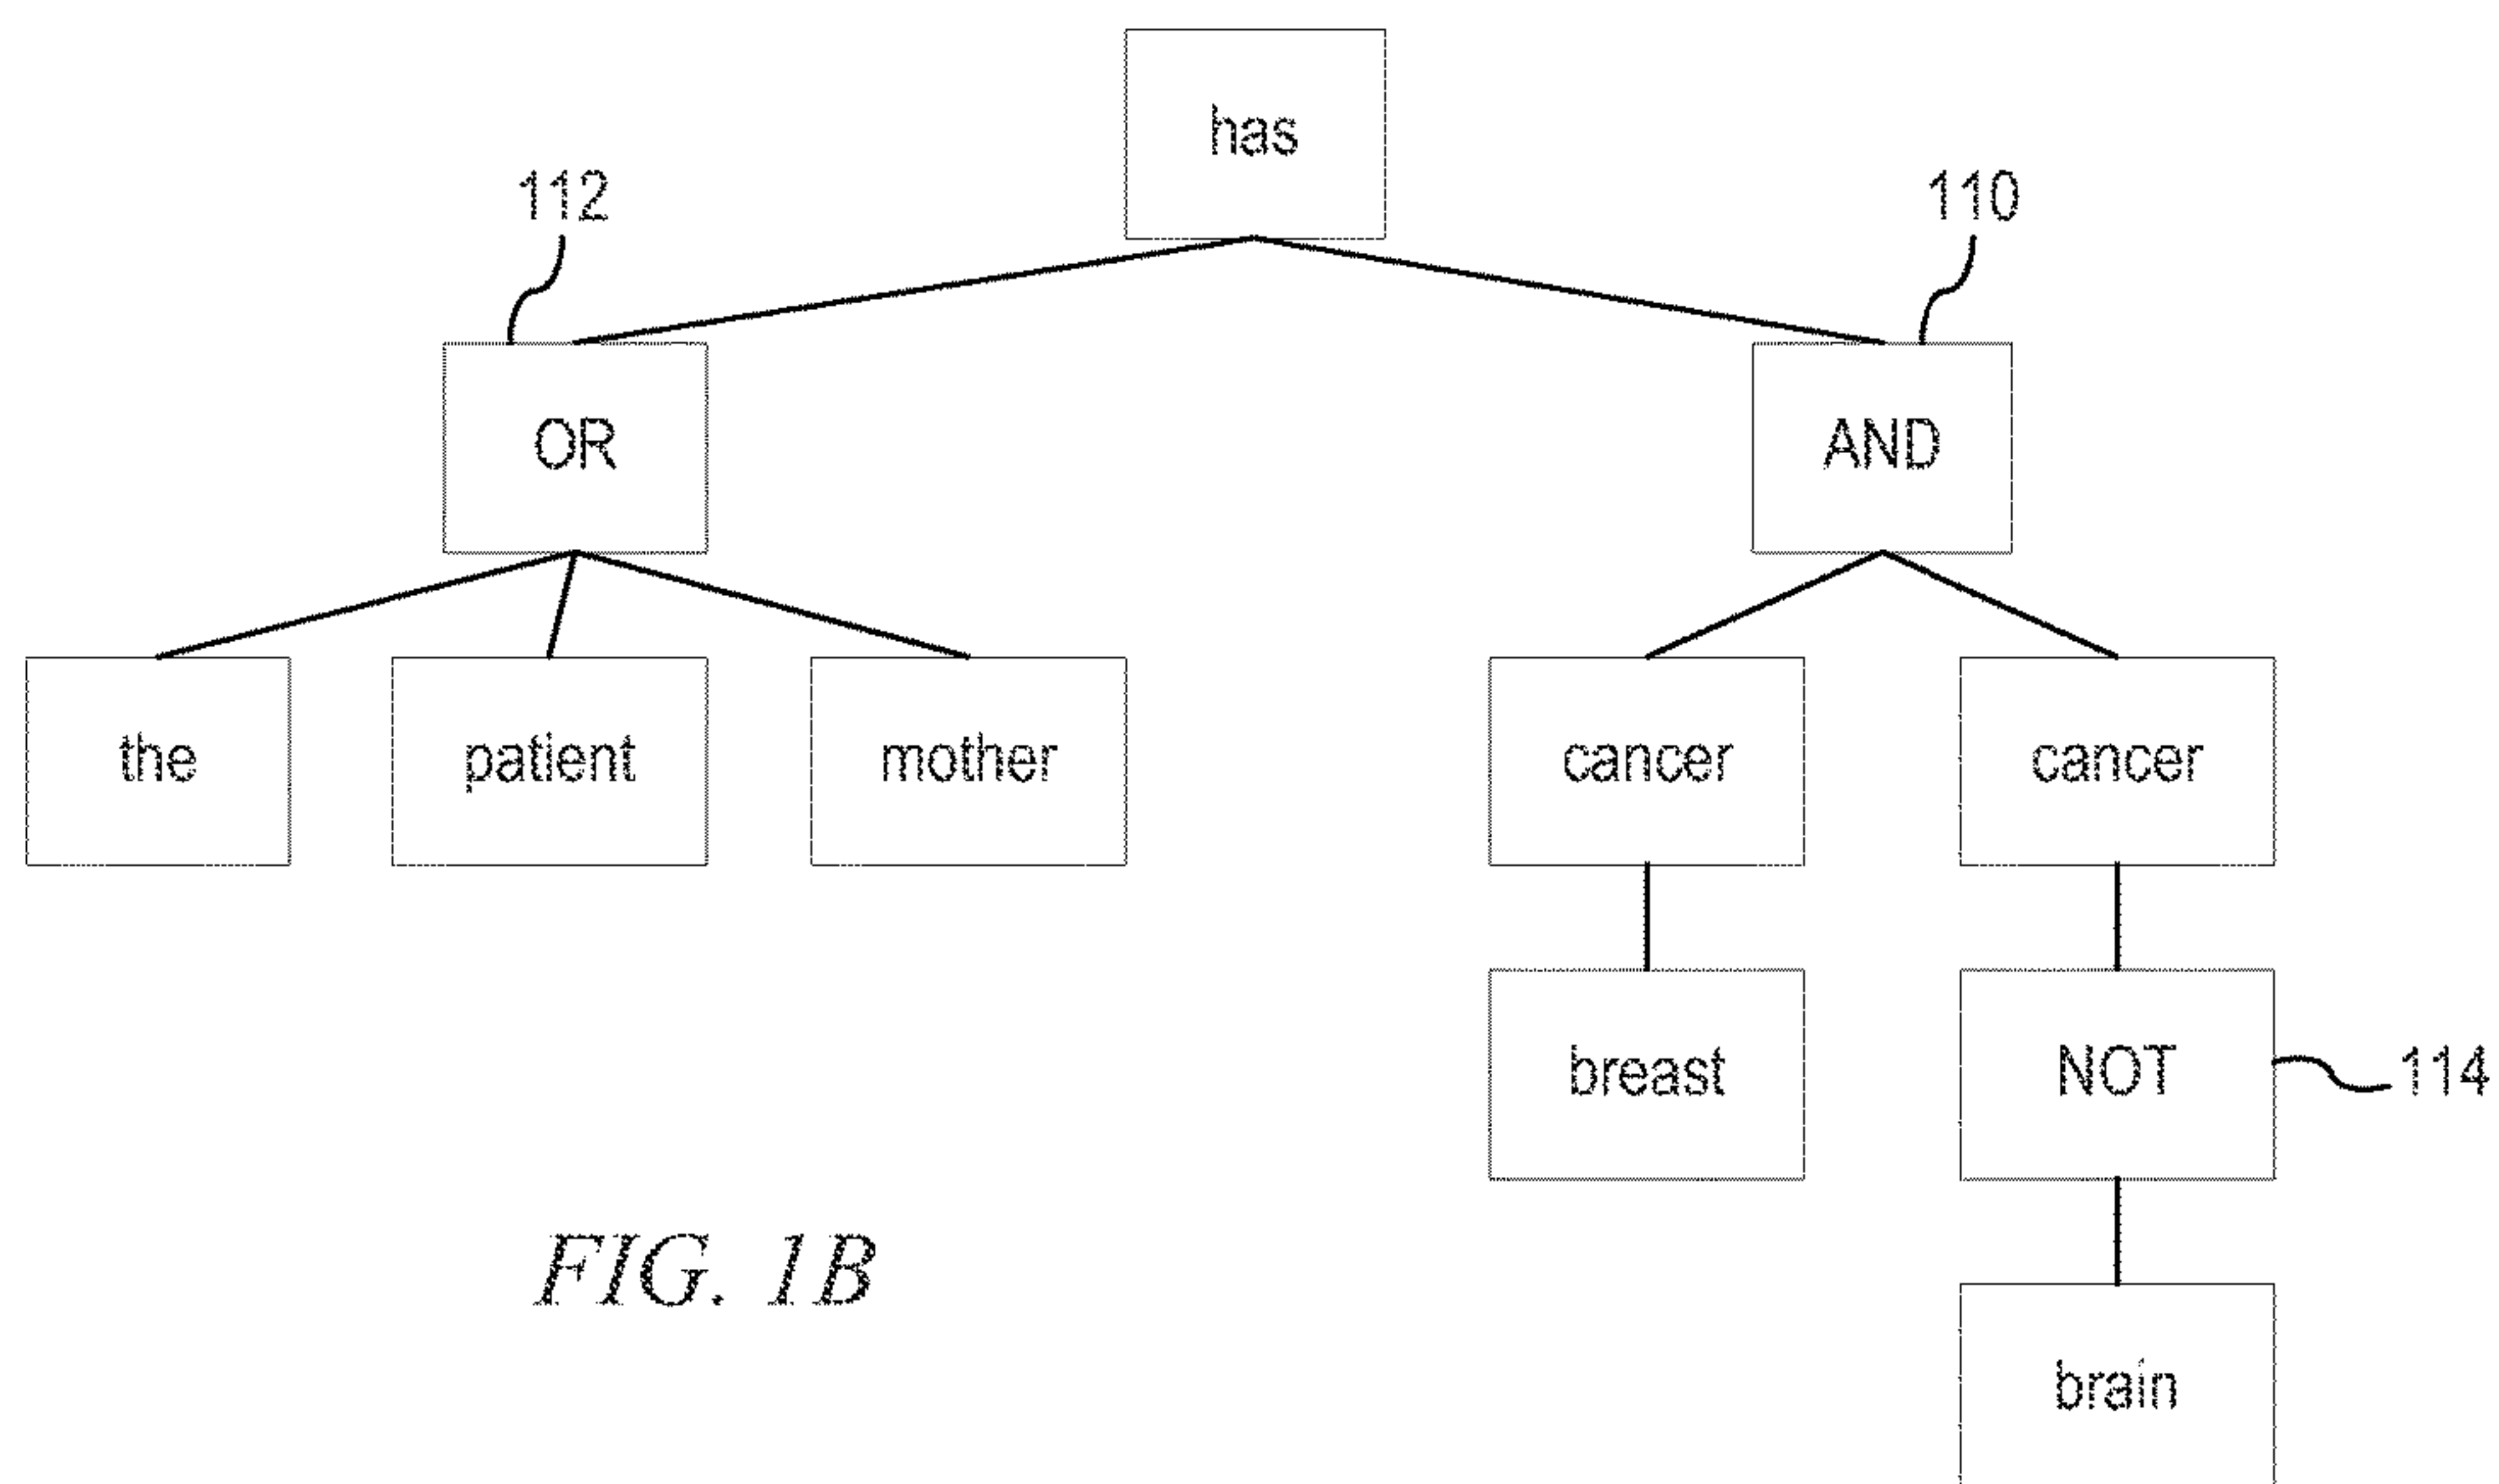 has
112
110
OR
AND
the
patient
mother
cancer
cancer
breast
NOT
114
FIG. 1B
brain